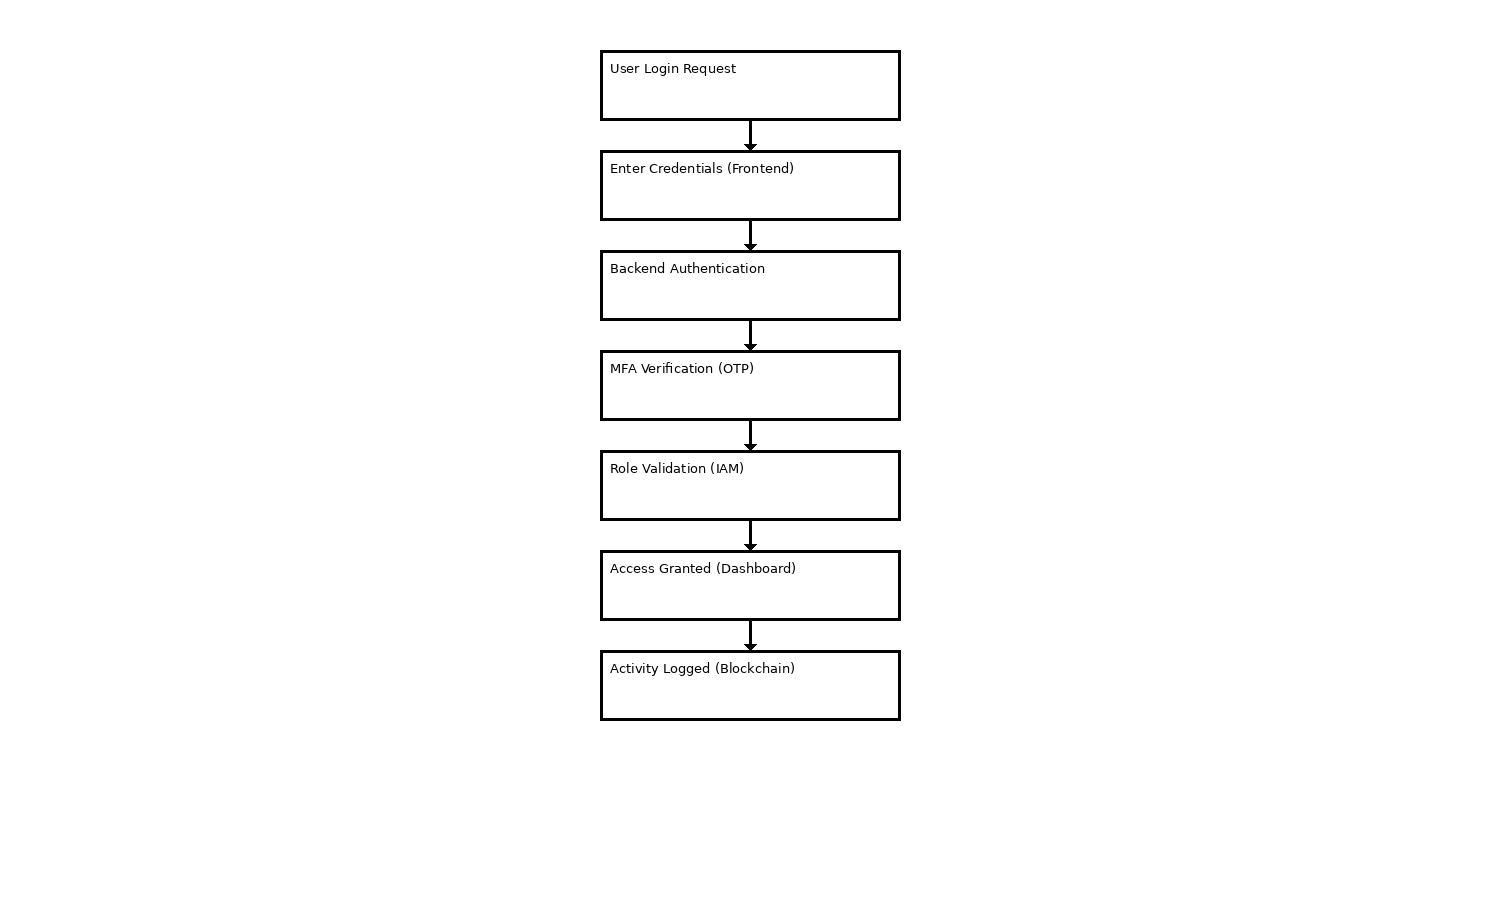 User Login Request
Enter Credentials (Frontend)
Backend Authentication
MFA Verification (OTP)
Role Validation (IAM)
Access Granted (Dashboard)
Activity Logged (Blockchain)